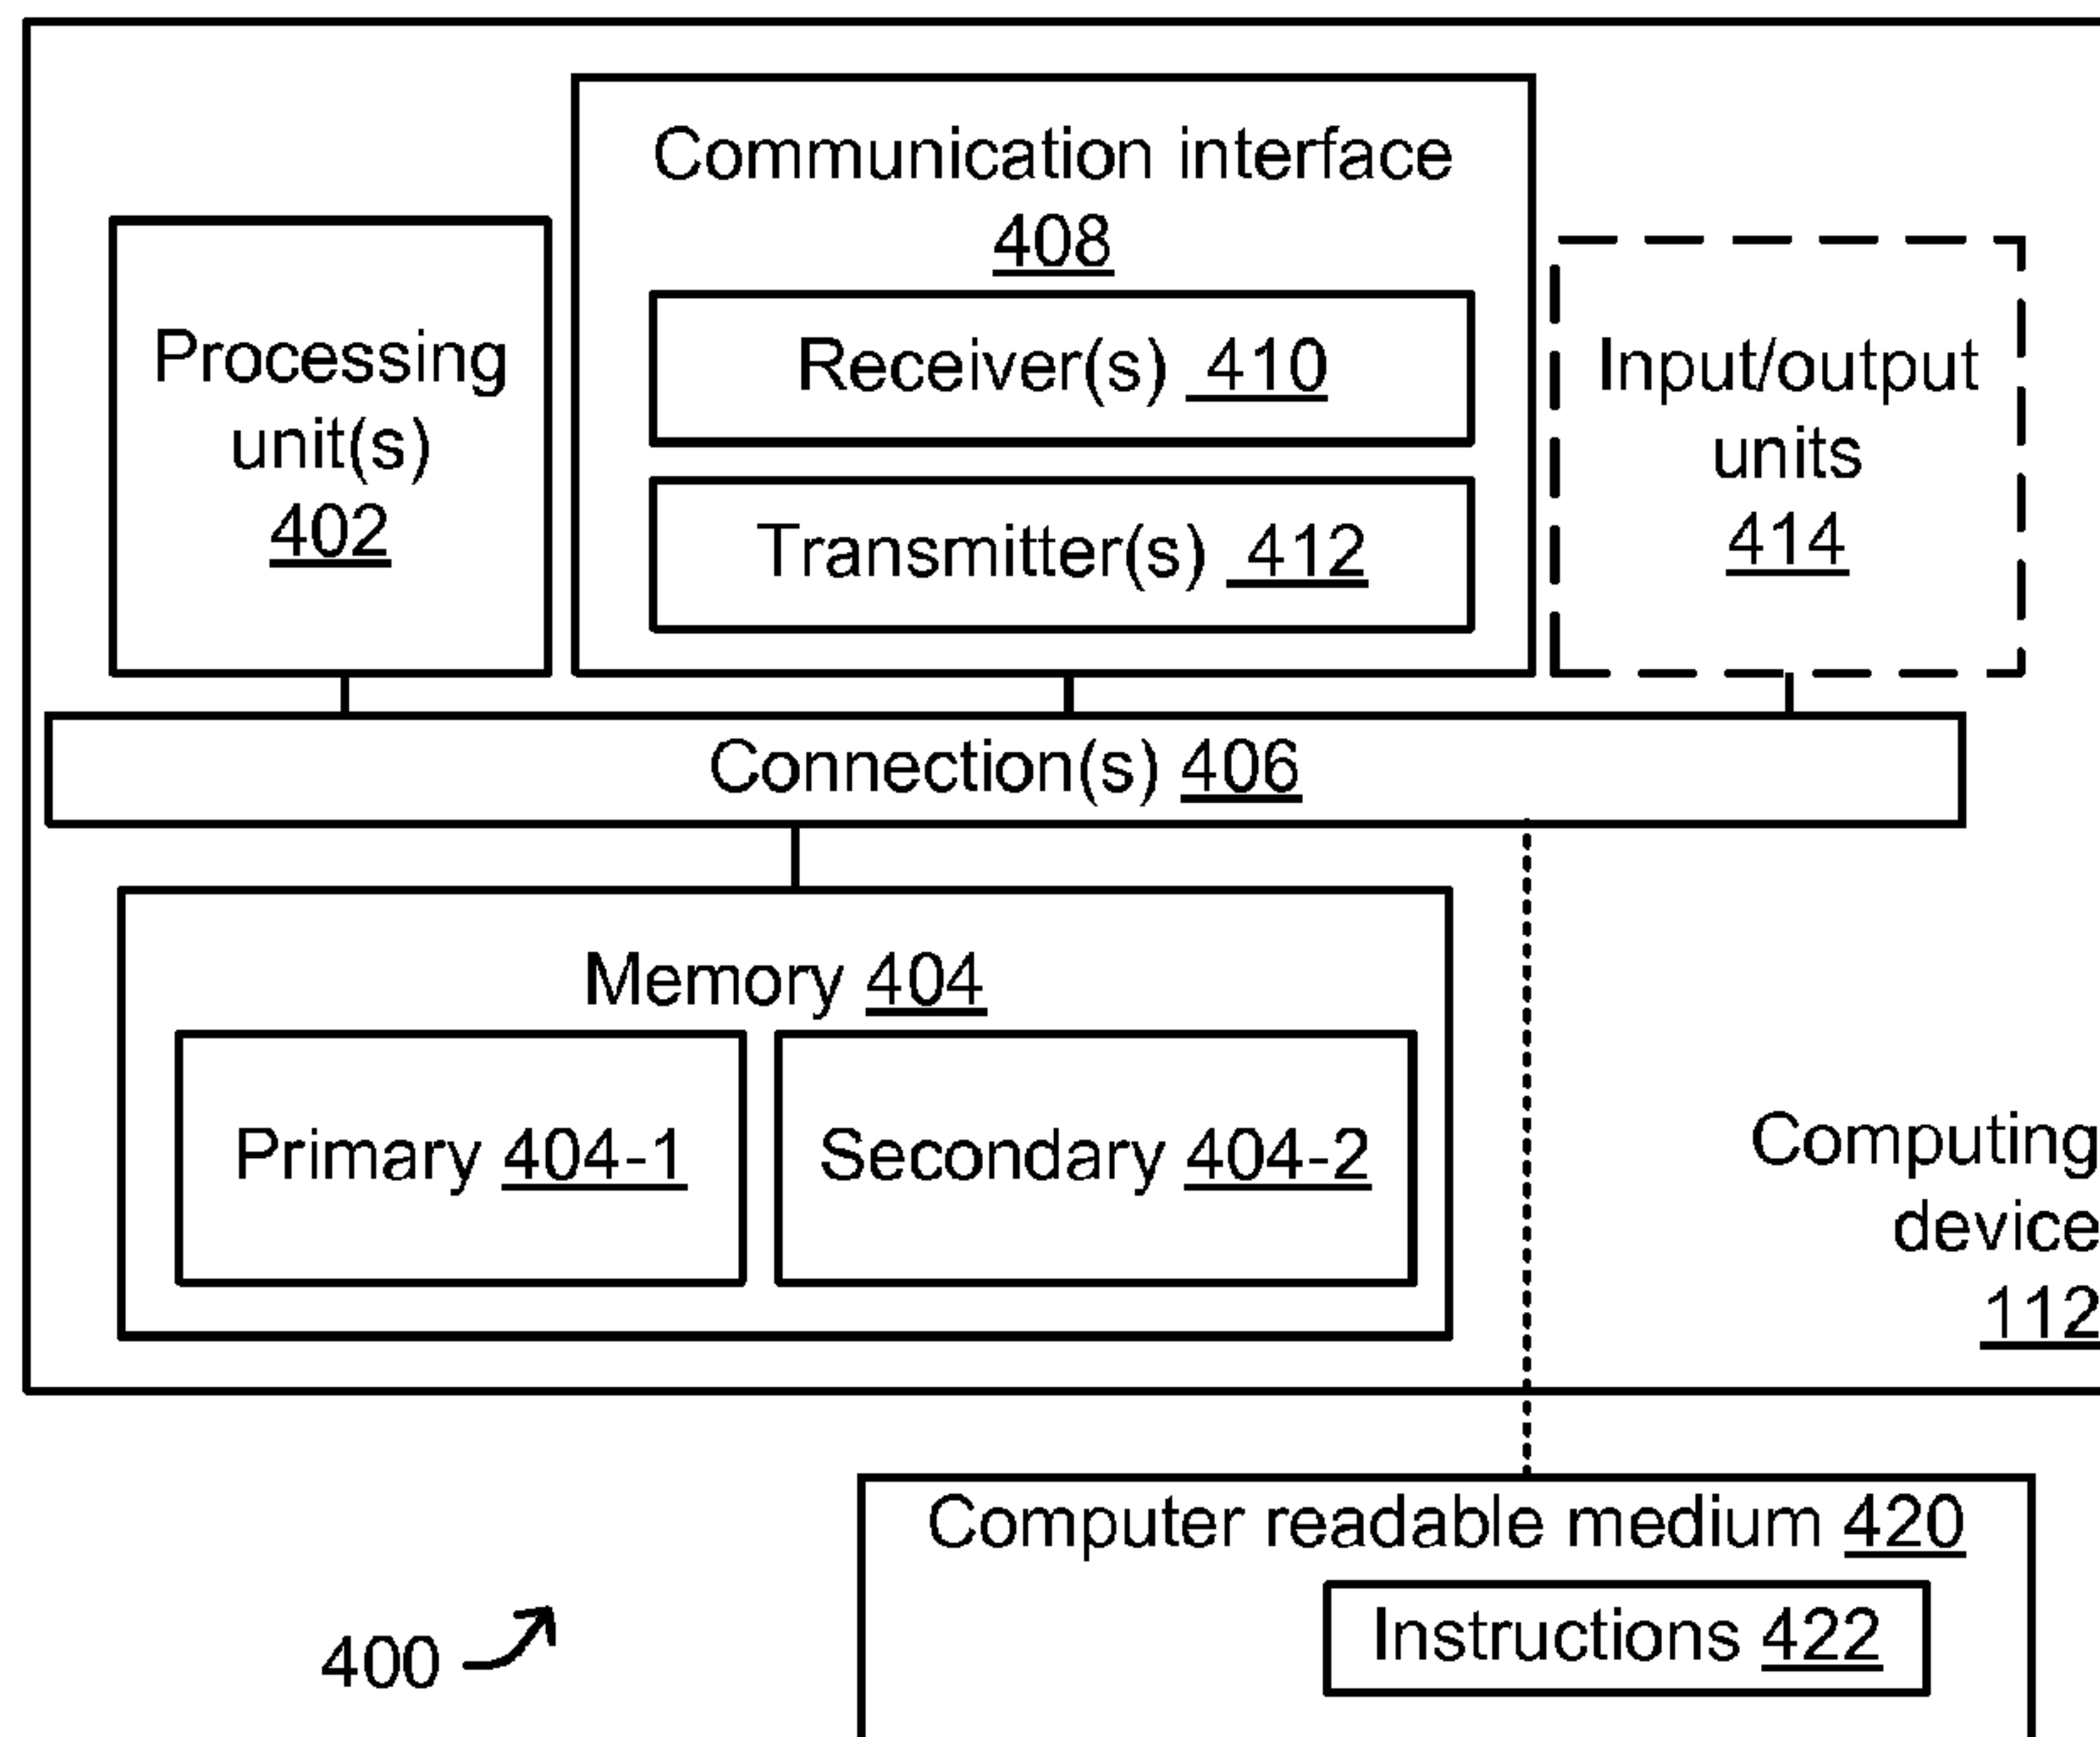 Communication interface
408
Processing
unit(s)
402
Receiver(s) 410
Transmitter(s) 412
Input/output
units
414
Connection(s) 406
Memory 404
Primary 404-1
Secondary 404-2
Computing
device
112
Computer readable medium 420
Instructions 422
400